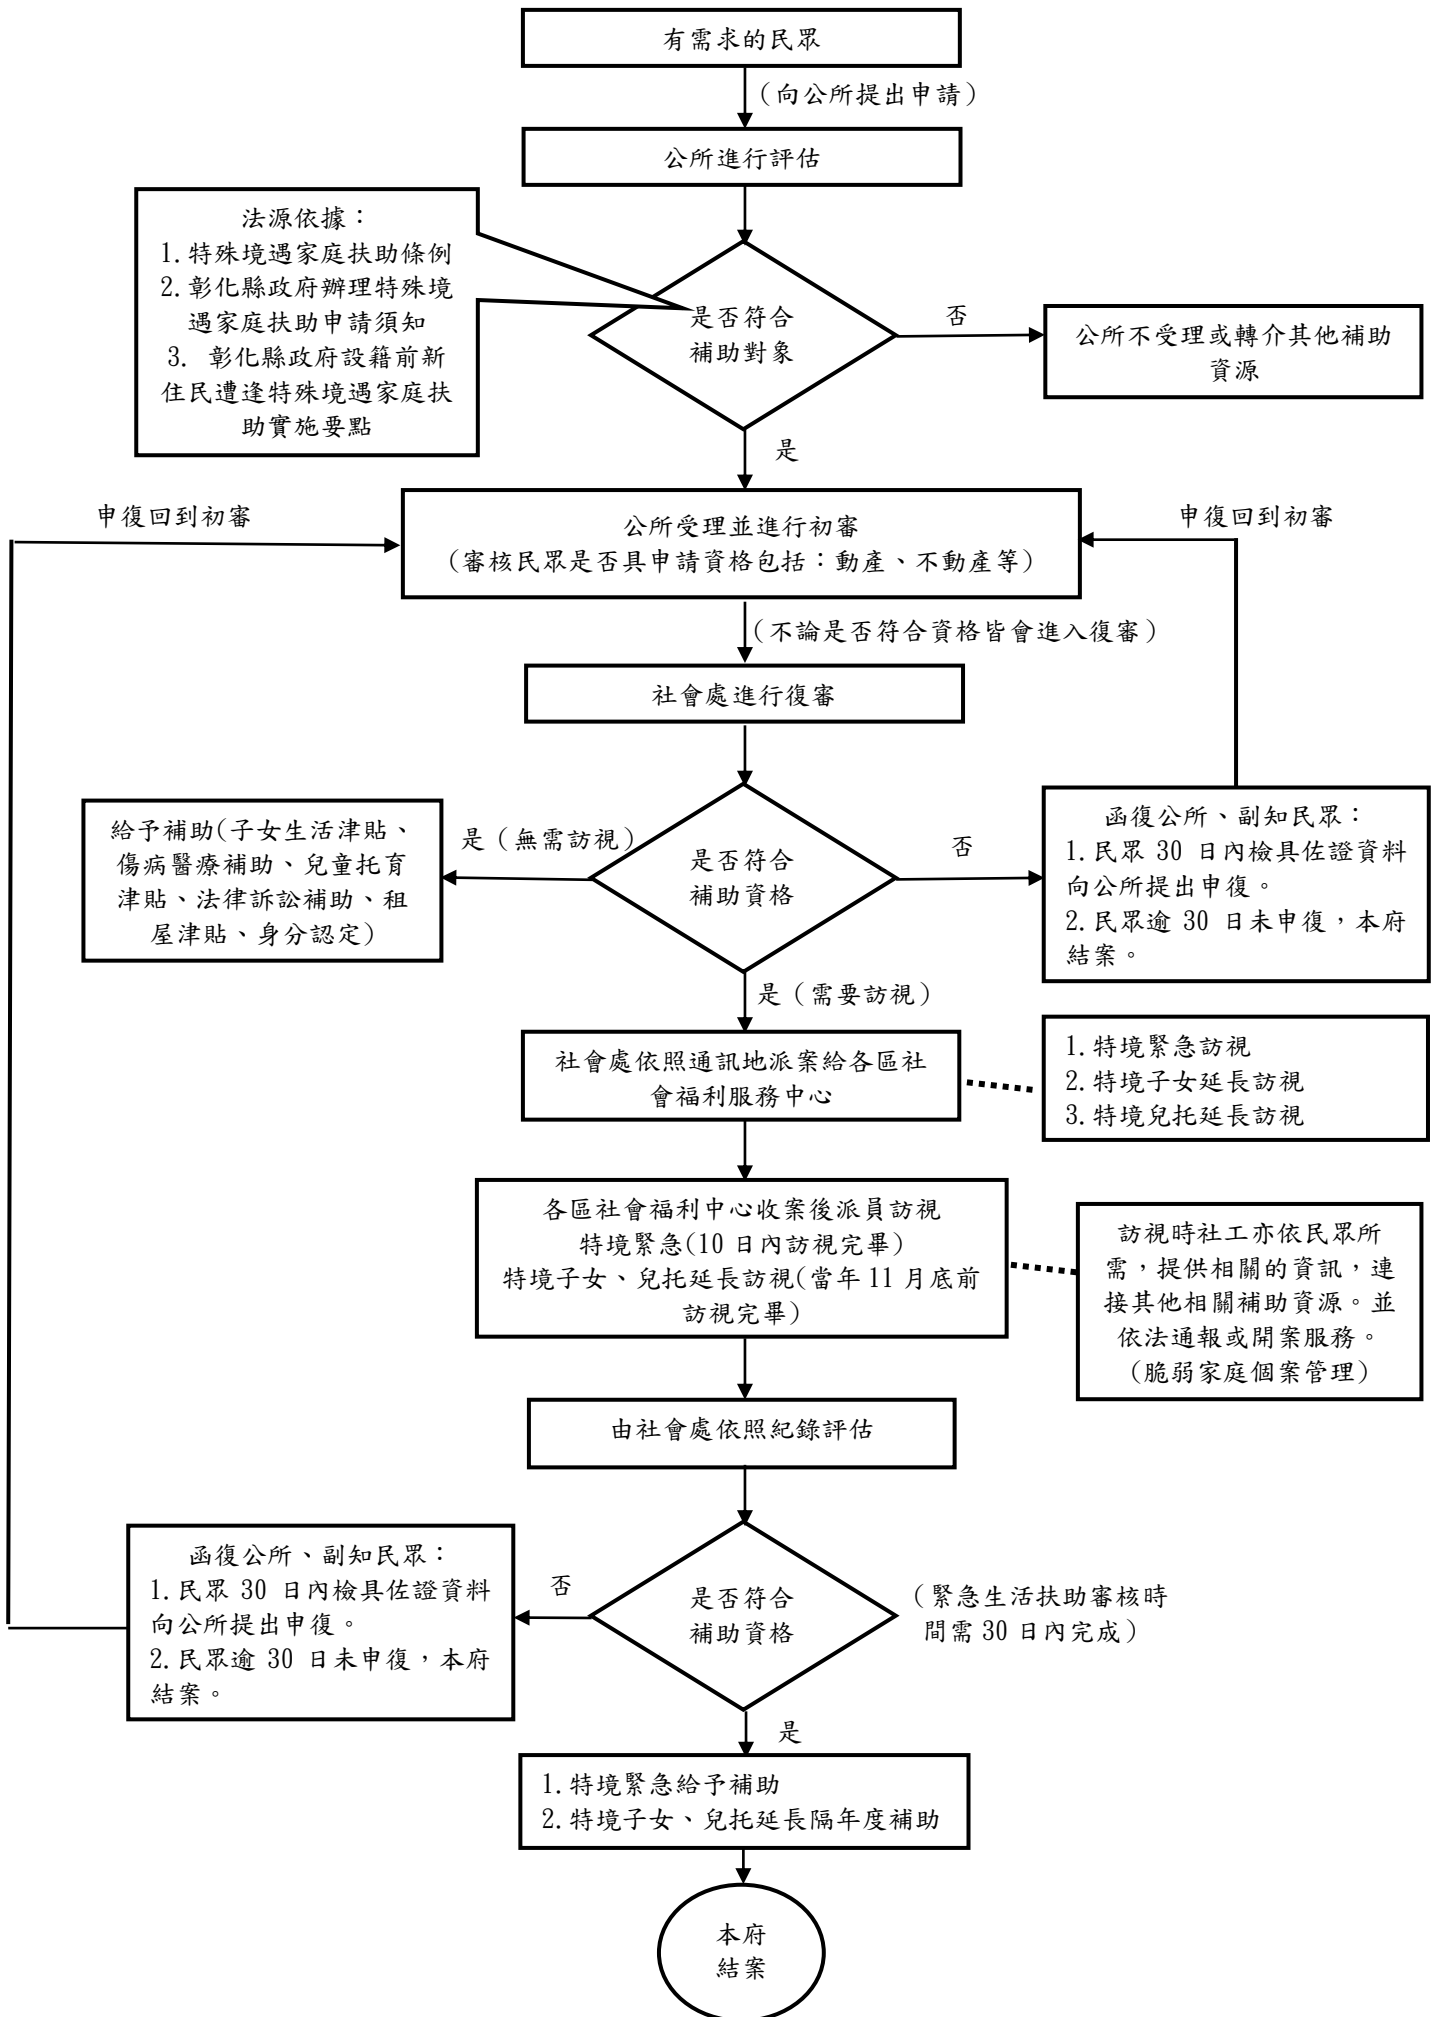 有需求的民眾
（向公所提出申請）
公所進行評估
法源依據：
1.特殊境遇家庭扶助條例
2.彰化縣政府辦理特殊境
遇家庭扶助申請須知
3. 彰化縣政府設籍前新
住民遭逢特殊境遇家庭扶
助實施要點
是否符合
補助對象
否
公所不受理或轉介其他補助
資源
是
申復回到初審
公所受理並進行初審
（審核民眾是否具申請資格包括：動產、不動產等）
申復回到初審
（不論是否符合資格皆會進入復審）
社會處進行復審
給予補助(子女生活津貼、
傷病醫療補助、兒童托育
津貼、法律訴訟補助、租
屋津貼、身分認定)
是（無需訪視）
是否符合
補助資格
否
函復公所、副知民眾：
1.民眾 30 日內檢具佐證資料
向公所提出申復。
2.民眾逾 30 日未申復，本府
結案。
是（需要訪視）
社會處依照通訊地派案給各區社
會福利服務中心
1.特境緊急訪視
2.特境子女延長訪視
3.特境兒托延長訪視
各區社會福利中心收案後派員訪視
特境緊急(10 日內訪視完畢)
特境子女、兒托延長訪視(當年 11 月底前
訪視完畢)
訪視時社工亦依民眾所
需，提供相關的資訊，連
接其他相關補助資源。並
依法通報或開案服務。
（脆弱家庭個案管理）
由社會處依照紀錄評估
函復公所、副知民眾：
1.民眾 30 日內檢具佐證資料
向公所提出申復。
2.民眾逾 30 日未申復，本府
結案。
否
是否符合
補助資格
（緊急生活扶助審核時
間需 30 日內完成）
是
1.特境緊急給予補助
2.特境子女、兒托延長隔年度補助
本府
結案